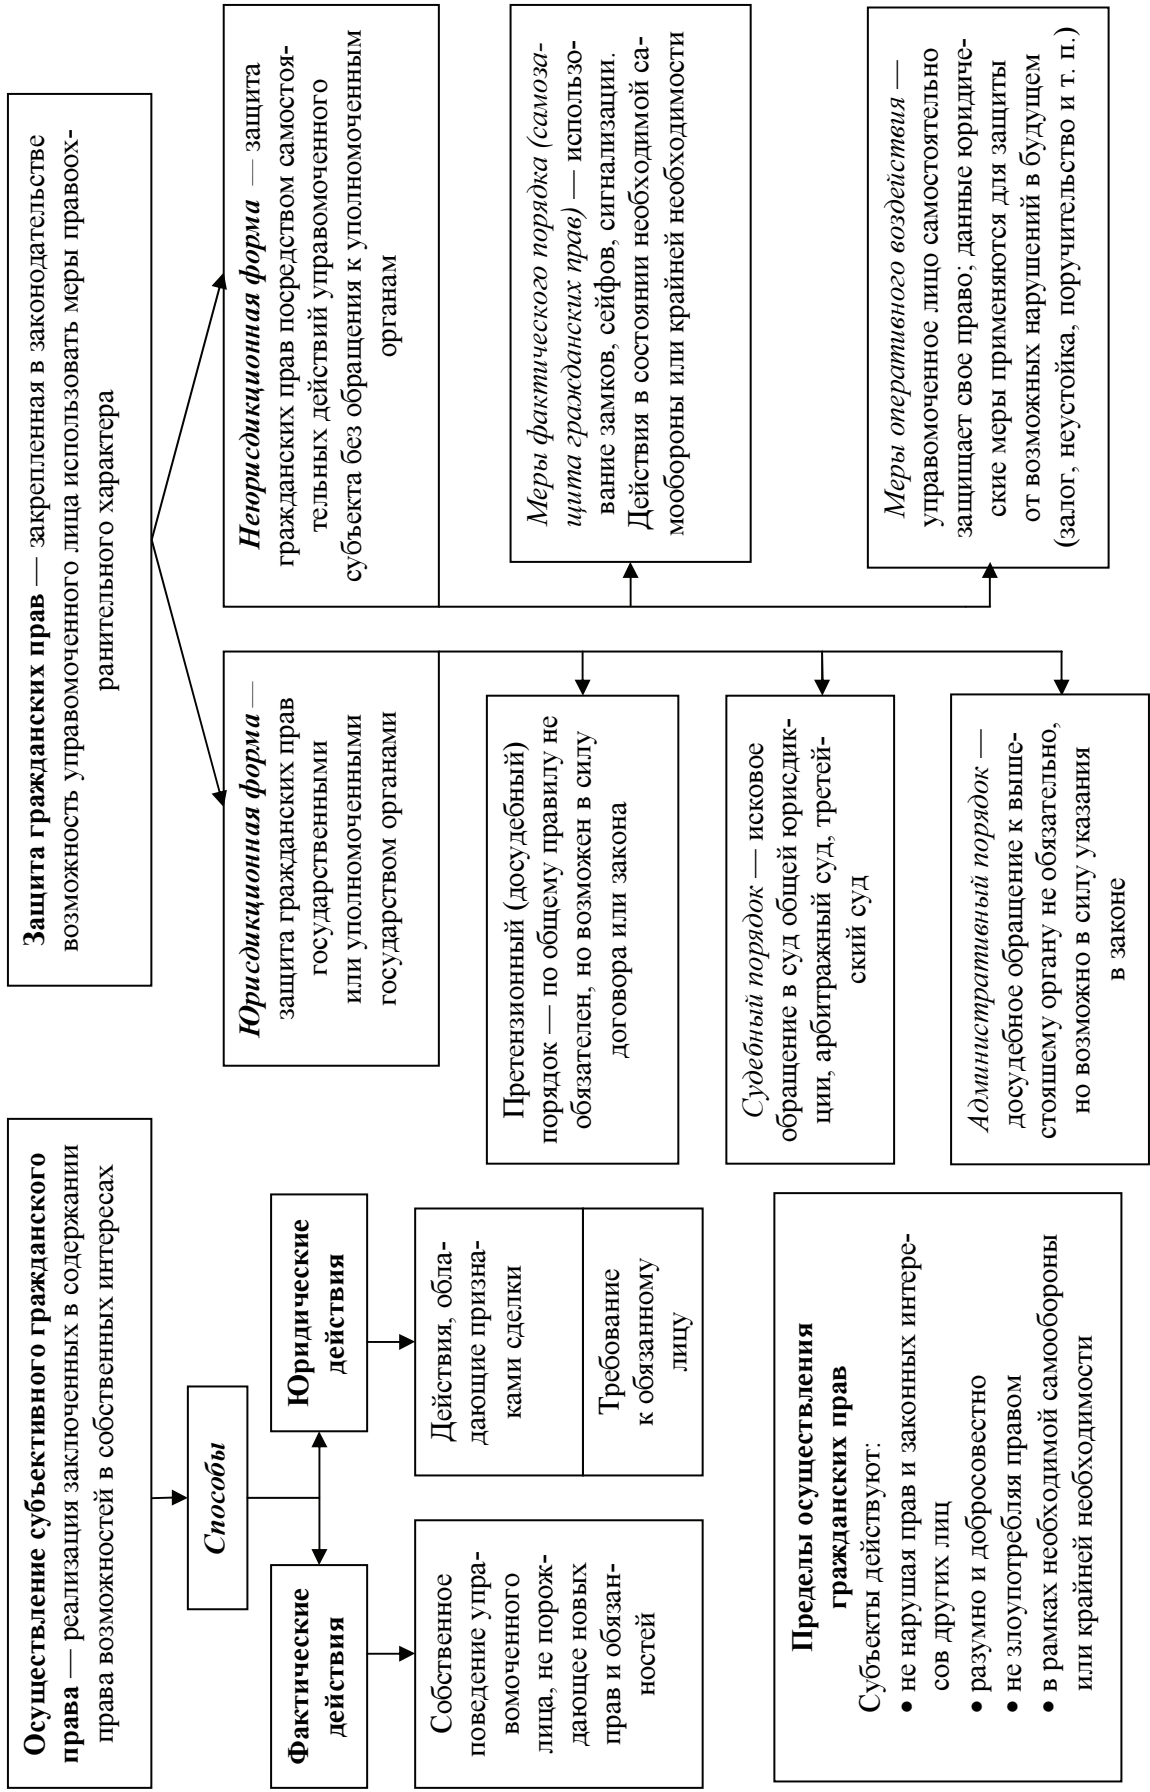 Осуществление субъективного гражданского
права — реализация заключенных в содержании
права возможностей в собственных интересах
Способы
Фактические
действия
Юридические
действия
Собственное
поведение упра-
вомоченного
лица, не порож-
дающее новых
прав и обязан-
ностей
Действия, обла-
дающие призна-
ками сделки
Требование
к обязанному
лицу
Пределы осуществления
гражданских прав
Субъекты действуют:
• не нарушая прав и законных интере-
сов других лиц
• разумно и добросовестно
• не злоупотребляя правом
• в рамках необходимой самообороны
или крайней необходимости
Защита гражданских прав — закрепленная в законодательстве
возможность управомоченного лица использовать меры правоох-
ранительного характера
Юрисдикционная форма —
защита гражданских прав
государственными
или уполномоченными
государством органами
Претензионный (досудебный)
порядок — по общему правилу не
обязателен, но возможен в силу
договора или закона
Судебный порядок — исковое
обращение в суд общей юрисдик-
ции, арбитражный суд, третей-
ский суд
Административный порядок —
досудебное обращение к выше-
стояшему органу не обязательно,
но возможно в силу указания
в законе
Неюрисдикционная форма — защита
гражданских прав посредством самостоя-
тельных действий управомоченного
субъекта без обращения к уполномоченным
органам
Меры фактического порядка (самоза-
щита гражданских прав) — использо-
вание замков, сейфов, сигнализации.
Действия в состоянии необходимой са-
мообороны или крайней необходимости
Меры оперативного воздействия —
управомоченное лицо самостоятельно
защищает свое право; данные юридиче-
ские меры применяются для защиты
от возможных нарушений в будущем
(залог, неустойка, поручительство и т. п.)